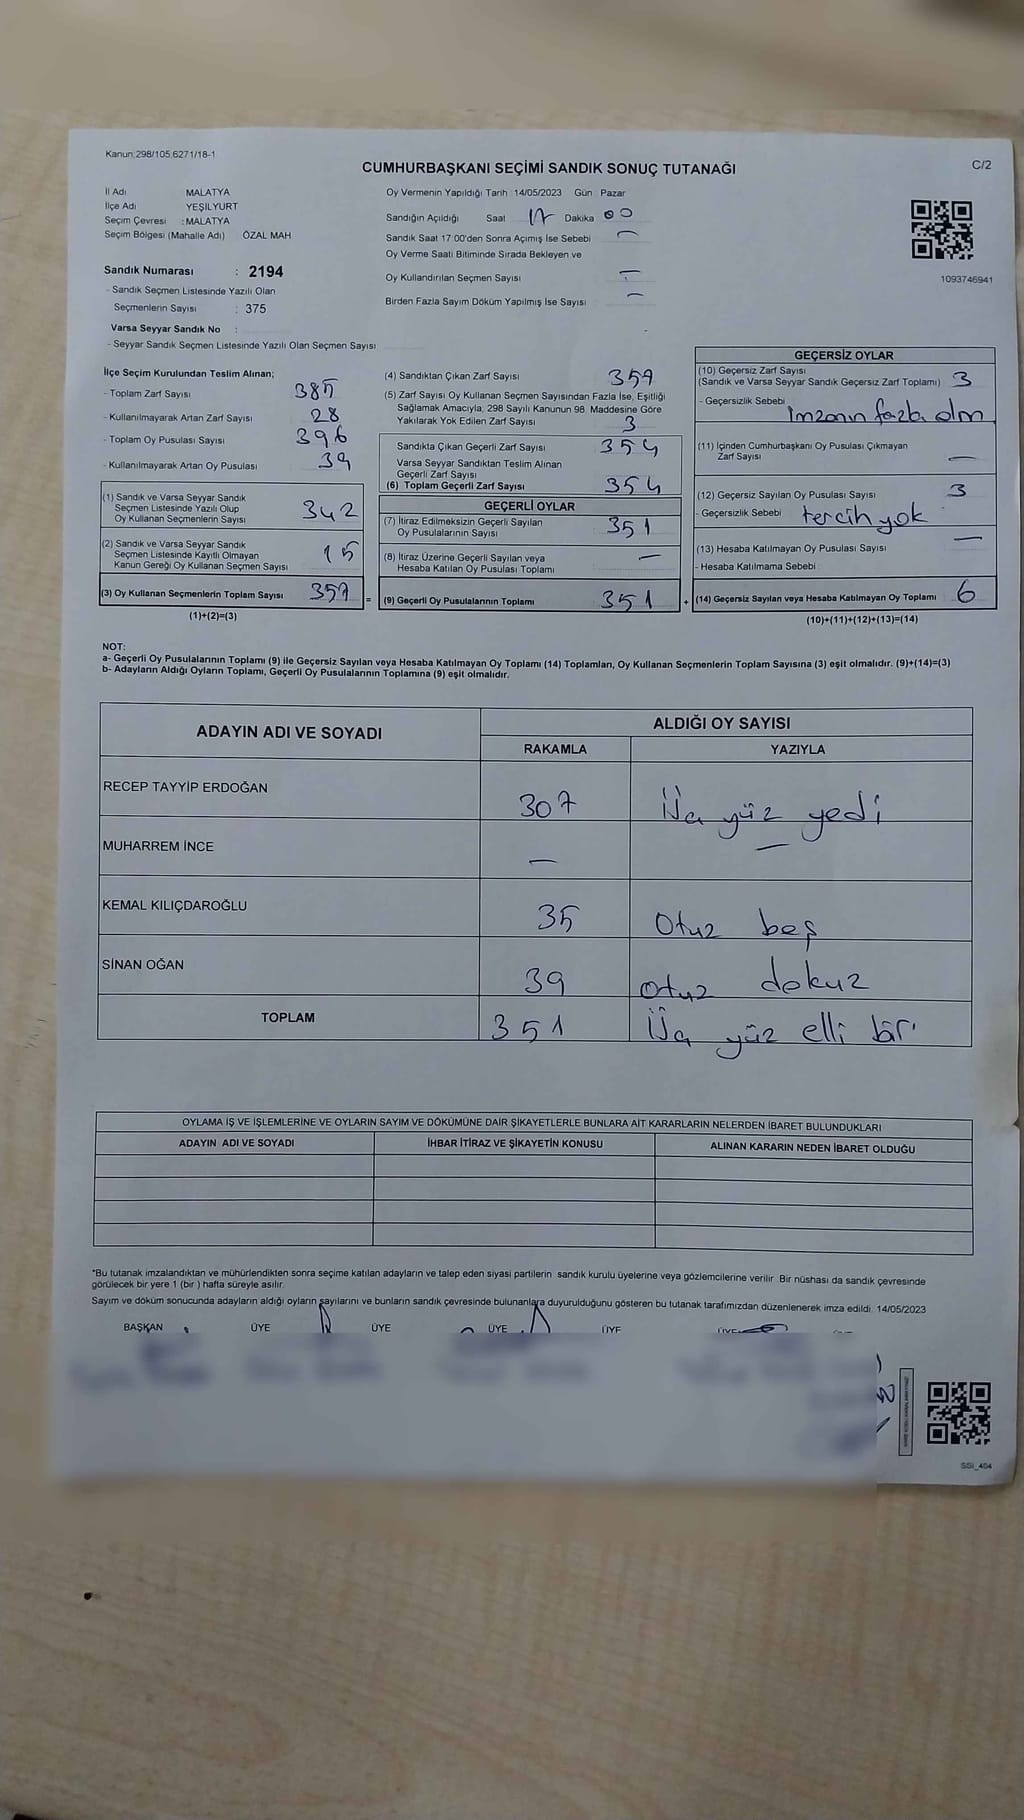 Kanun:298/105,6271/18-1
CUMHURBAŞKANI SEÇİMİ SANDIK SONUÇ TUTANAĞI
C/2
İl Adı MALATYA
İlçe Adı YEŞİLYURT
Seçim Çevresi : MALATYA
Seçim Bölgesi (Mahalle Adı) ÖZAL MAH
Sandık Numarası : 2194
- Sandık Seçmen Listesinde Yazılı Olan
Seçmenlerin Sayısı : 375
Varsa Seyyar Sandık No :
- Seyyar Sandık Seçmen Listesinde Yazılı Olan Seçmen Sayısı
Oy Vermenin Yapıldığı Tarih 14/05/2023 Gün Pazar
Sandığın Açıldığı Saat 17 Dakika 00
Sandık Saat 17 00'den Sonra Açımış İse Sebebi —
Oy Verme Saati Bitiminde Sırada Bekleyen ve
Oy Kullandırılan Seçmen Sayısı —
Birden Fazla Sayım Döküm Yapılmış İse Sayısı —
1093746941
İlçe Seçim Kurulundan Teslim Alınan;
- Toplam Zarf Sayısı 385
- Kullanılmayarak Artan Zarf Sayısı 28
- Toplam Oy Pusulası Sayısı 396
- Kullanılmayarak Artan Oy Pusulası 39
(1) Sandık ve Varsa Seyyar Sandık
Seçmen Listesinde Yazılı Olup
Oy Kullanan Seçmenlerin Sayısı 342
(2) Sandık ve Varsa Seyyar Sandık
Seçmen Listesinde Kayıtlı Olmayan
Kanun Gereği Oy Kullanan Seçmen Sayısı 15
(3) Oy Kullanan Seçmenlerin Toplam Sayısı 357 =
(1)+(2)=(3)
(4) Sandıktan Çıkan Zarf Sayısı 357
(5) Zarf Sayısı Oy Kullanan Seçmen Sayısından Fazla İse, Eşitliği
Sağlamak Amacıyla, 298 Sayılı Kanunun 98. Maddesine Göre
Yakılarak Yok Edilen Zarf Sayısı 3
Sandıkta Çıkan Geçerli Zarf Sayısı 354
Varsa Seyyar Sandıktan Teslim Alınan
Geçerli Zarf Sayısı
(6) Toplam Geçerli Zarf Sayısı 354
GEÇERLİ OYLAR
(7) İtiraz Edilmeksizin Geçerli Sayılan
Oy Pusulalarının Sayısı 351
(8) İtiraz Üzerine Geçerli Sayılan veya
Hesaba Katılan Oy Pusulası Toplamı —
(9) Geçerli Oy Pusulalarının Toplamı 351 +
GEÇERSİZ OYLAR
(10) Geçersiz Zarf Sayısı
(Sandık ve Varsa Seyyar Sandık Geçersiz Zarf Toplamı) 3
- Geçersizlik Sebebi İmzanın fazla olm
(11) İçinden Cumhurbaşkanı Oy Pusulası Çıkmayan
Zarf Sayısı —
(12) Geçersiz Sayılan Oy Pusulası Sayısı 3
- Geçersizlik Sebebi tercih yok
(13) Hesaba Katılmayan Oy Pusulası Sayısı —
- Hesaba Katılmama Sebebi
(14) Geçersiz Sayılan veya Hesaba Katılmayan Oy Toplamı 6
(10)+(11)+(12)+(13)=(14)
NOT:
a- Geçerli Oy Pusulalarının Toplamı (9) ile Geçersiz Sayılan veya Hesaba Katılmayan Oy Toplamı (14) Toplamları, Oy Kullanan Seçmenlerin Toplam Sayısına (3) eşit olmalıdır. (9)+(14)=(3)
b- Adayların Aldığı Oyların Toplamı, Geçerli Oy Pusulalarının Toplamına (9) eşit olmalıdır.
ADAYIN ADI VE SOYADI ALDIĞI OY SAYISI
RAKAMLA YAZIYLA
RECEP TAYYİP ERDOĞAN 307 Üç yüz yedi
MUHARREM İNCE — —
KEMAL KILIÇDAROĞLU 35 Otuz beş
SİNAN OĞAN 39 otuz dokuz
TOPLAM 351 Üç yüz elli bir
OYLAMA İŞ VE İŞLEMLERİNE VE OYLARIN SAYIM VE DÖKÜMÜNE DAİR ŞİKAYETLERLE BUNLARA AİT KARARLARIN NELERDEN İBARET BULUNDUKLARI
ADAYIN ADI VE SOYADI İHBAR İTİRAZ VE ŞİKAYETİN KONUSU ALINAN KARARIN NEDEN İBARET OLDUĞU
*Bu tutanak imzalandıktan ve mühürlendikten sonra seçime katılan adayların ve talep eden siyasi partilerin sandık kurulu üyelerine veya gözlemcilerine verilir Bir nüshası da sandık çevresinde
görülecek bir yere 1 (bir ) hafta süreyle asılır.
Sayım ve döküm sonucunda adayların aldığı oyların sayılarını ve bunların sandık çevresinde bulunanlara duyurulduğunu gösteren bu tutanak tarafımızdan düzenlenerek imza edildi. 14/05/2023
BAŞKAN ÜYE ÜYE ÜYE ÜYE ÜYE
SSI_404